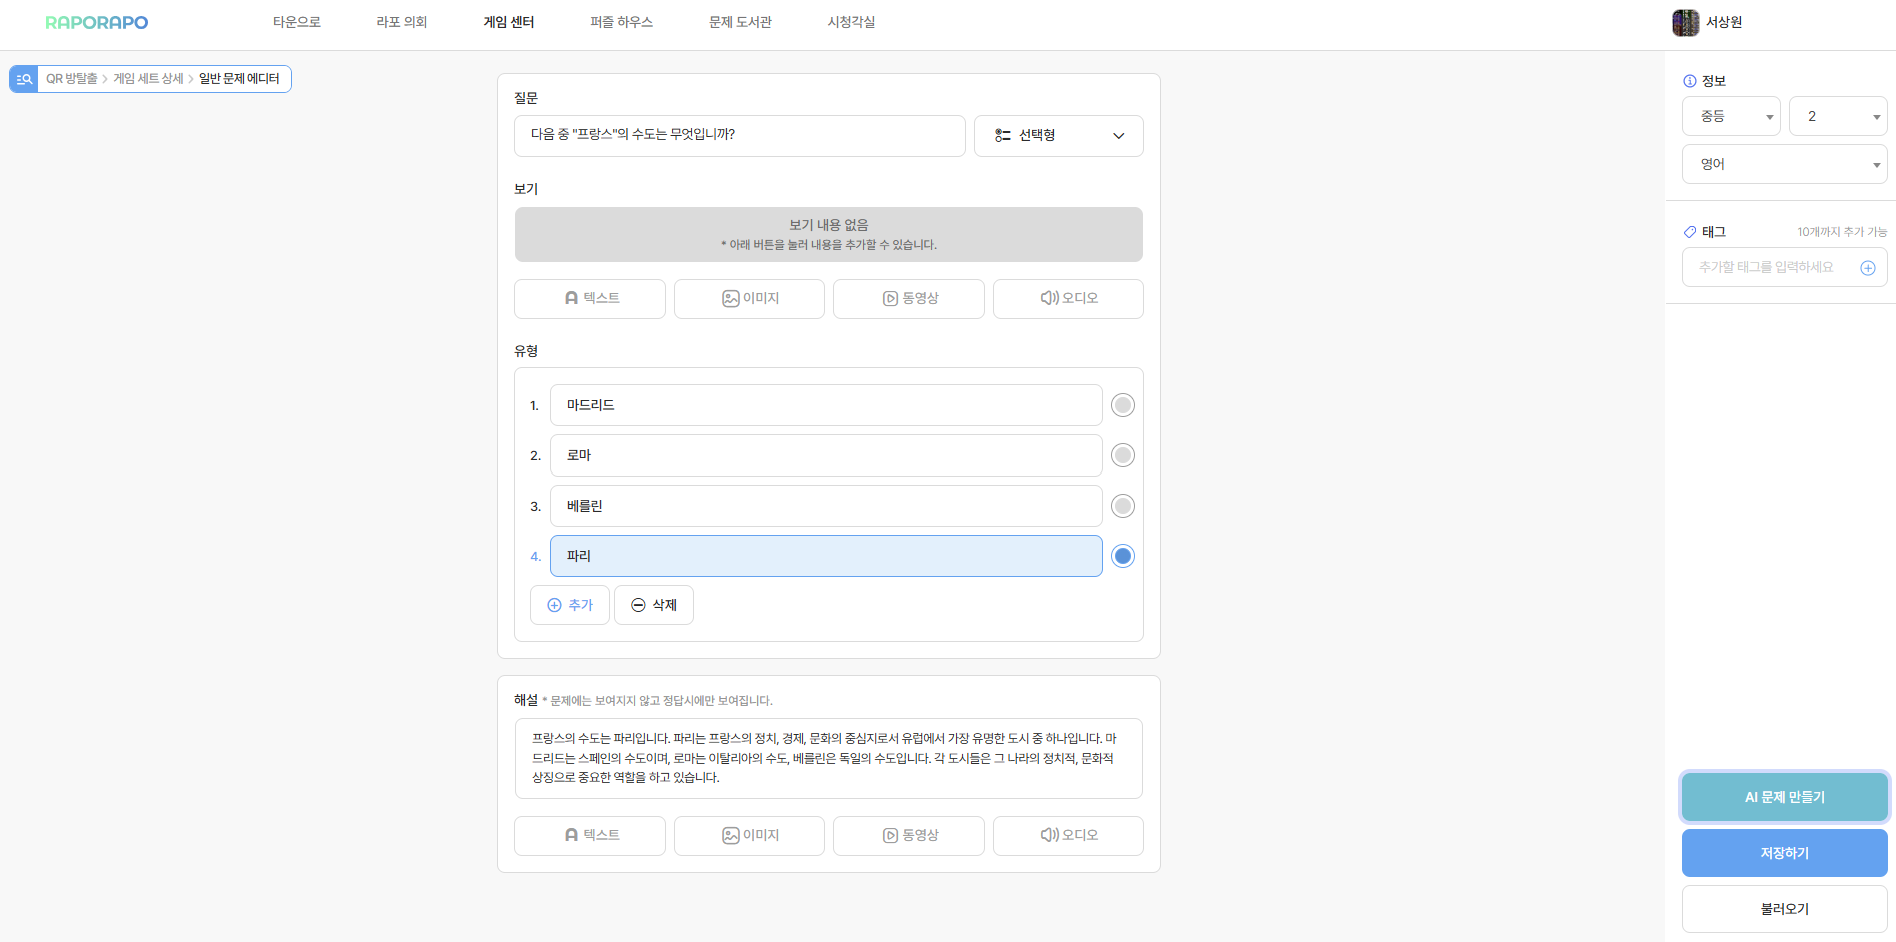 RAPORAPO
타운으로
라포 의회
게임 센터
퍼즐 하우스
문제 도서관
시청각실
서상원
QR 방탈출 > 게임 세트 상세 > 일반 문제 에디터
질문
다음 중 "프랑스"의 수도는 무엇입니까?
선택형
보기
보기 내용 없음
* 아래 버튼을 눌러 내용을 추가할 수 있습니다.
텍스트
이미지
동영상
오디오
유형
1. 마드리드
2. 로마
3. 베를린
4. 파리
추가
삭제
해설 * 문제에는 보여지지 않고 정답시에만 보여집니다.
프랑스의 수도는 파리입니다. 파리는 프랑스의 정치, 경제, 문화의 중심지로서 유럽에서 가장 유명한 도시 중 하나입니다. 마
드리드는 스페인의 수도이며, 로마는 이탈리아의 수도, 베를린은 독일의 수도입니다. 각 도시들은 그 나라의 정치적, 문화적
상징으로 중요한 역할을 하고 있습니다.
텍스트
이미지
동영상
오디오
정보
중등
2
영어
태그
10개까지 추가 가능
추가할 태그를 입력하세요
AI 문제 만들기
저장하기
불러오기